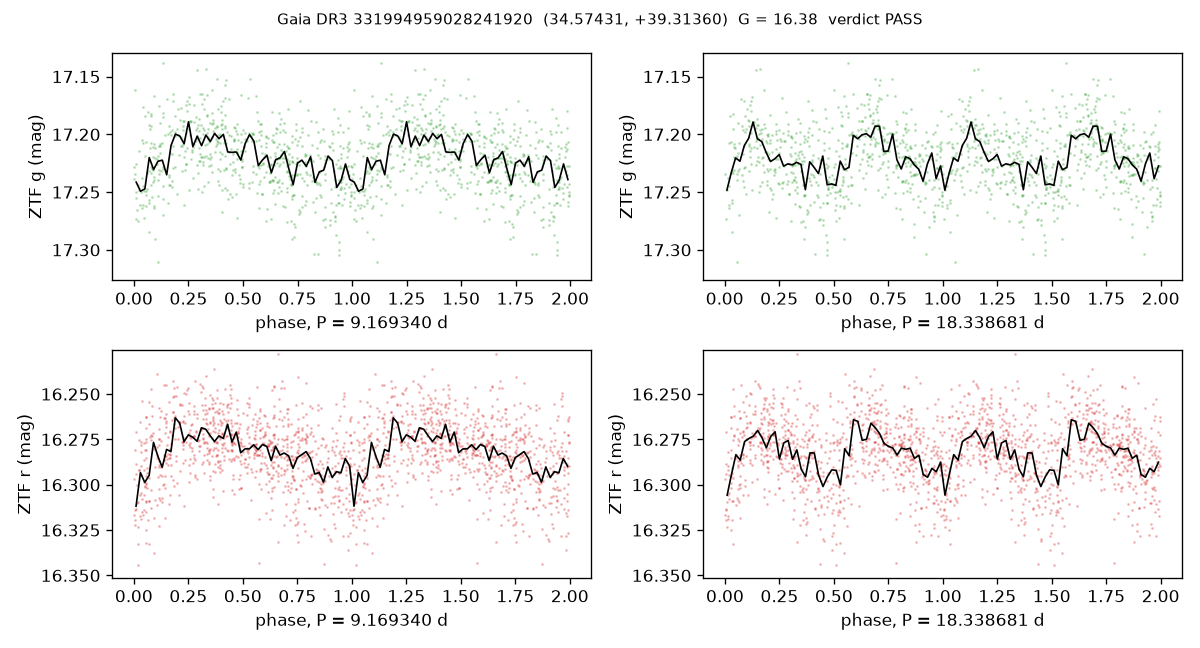 Gaia DR3 331994959028241920  (34.57431, +39.31360)  G = 16.38  verdict PASS
ZTF g (mag)
17.15
17.20
17.25
17.30
0.00 0.25 0.50 0.75 1.00 1.25 1.50 1.75 2.00
phase, P = 9.169340 d
ZTF g (mag)
17.15
17.20
17.25
17.30
0.00 0.25 0.50 0.75 1.00 1.25 1.50 1.75 2.00
phase, P = 18.338681 d
ZTF r (mag)
16.250
16.275
16.300
16.325
16.350
0.00 0.25 0.50 0.75 1.00 1.25 1.50 1.75 2.00
phase, P = 9.169340 d
ZTF r (mag)
16.250
16.275
16.300
16.325
16.350
0.00 0.25 0.50 0.75 1.00 1.25 1.50 1.75 2.00
phase, P = 18.338681 d